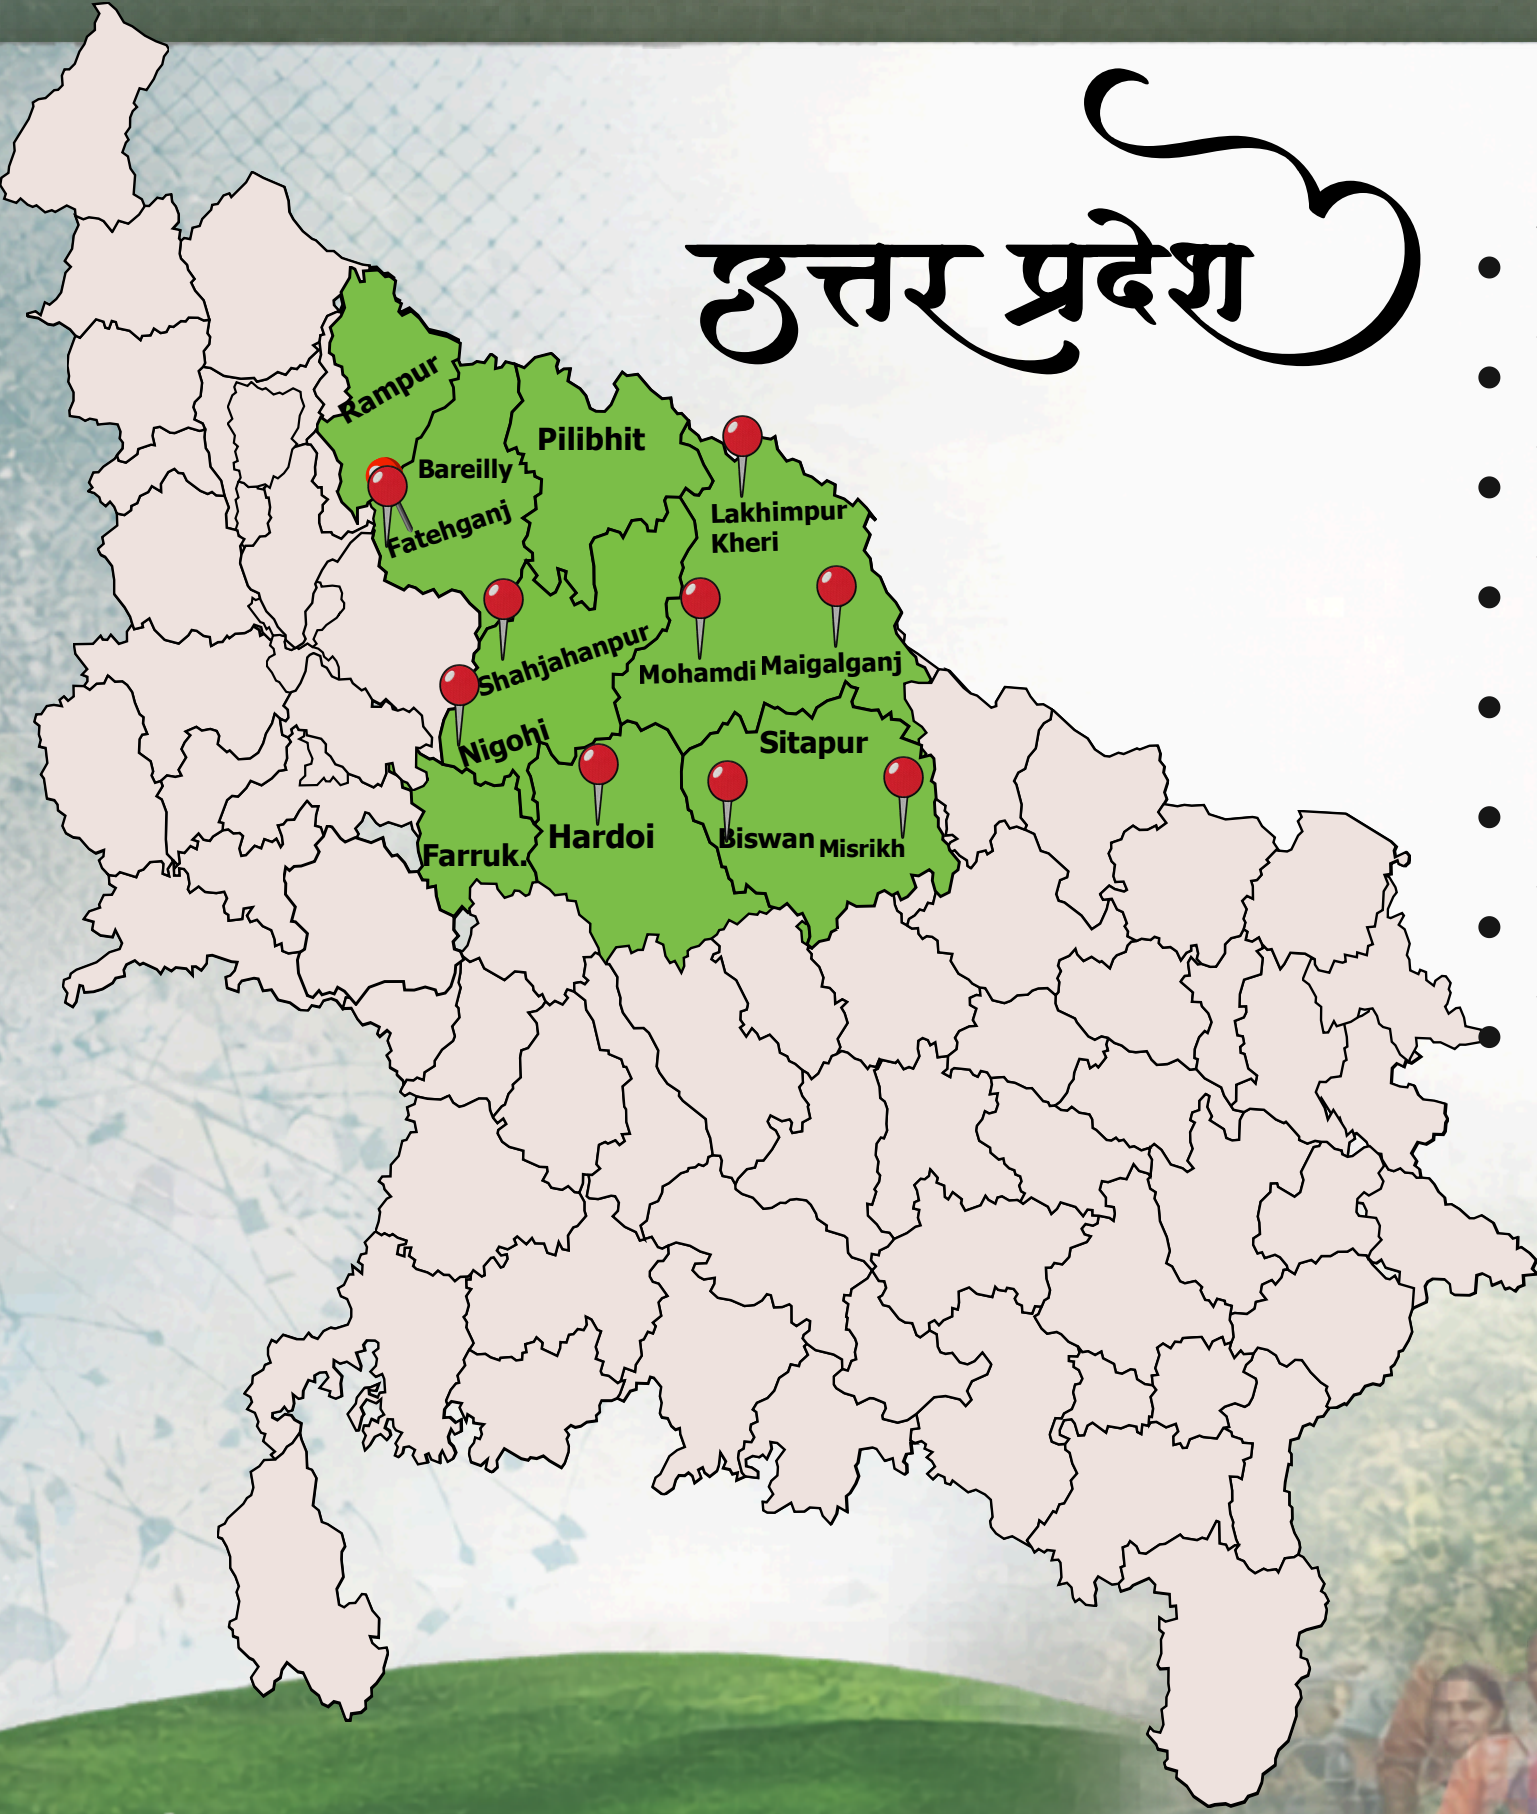 उत्तर प्रदेश
Rampur
Pilibhit
Bareilly
Fatehganj
Lakhimpur
Kheri
Shahjahanpur
Mohamdi
Maigalganj
Nigohi
Sitapur
Hardoi
Biswan
Misrikh
Farruk.